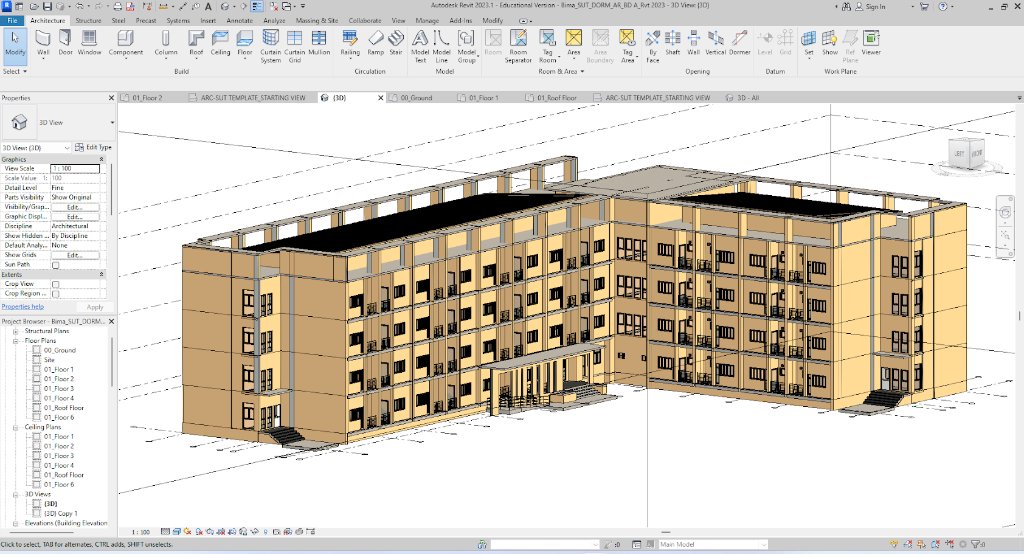 Autodesk Revit 2023.1 - Educational Version - Bima_SUT_DORM_AR_BD A_Rvt 2023 - 3D View: {3D}
Sign In
File Architecture Structure Steel Precast Systems Insert Annotate Analyze Massing & Site Collaborate View Manage Add-Ins Modify
Modify Wall Door Window Component Column Roof Ceiling Floor Curtain System Curtain Grid Mullion Railing Ramp Stair Model Text Model Line Model Group Room Room Separator Tag Room Area Area Boundary Tag Area By Face Shaft Wall Vertical Dormer Level Grid Set Show Ref Plane Viewer
Select Build Circulation Model Room & Area Opening Datum Work Plane
Properties
01_Floor 2 ARC-SUT TEMPLATE_STARTING VIEW {3D} 00_Ground 01_Floor 1 01_Roof Floor ARC-SUT TEMPLATE_STARTING VIEW 3D - All
3D View
3D View: {3D} Edit Type
Graphics
View Scale 1 : 100
Scale Value 1: 100
Detail Level Fine
Parts Visibility Show Original
Visibility/Grap... Edit...
Graphic Displ... Edit...
Discipline Architectural
Show Hidden ... By Discipline
Default Analy... None
Show Grids Edit...
Sun Path
Extents
Crop View
Crop Region ...
Properties help Apply
Project Browser - Bima_SUT_DORM...
Structural Plans
Floor Plans
00_Ground
Site
01_Floor 1
01_Floor 2
01_Floor 3
01_Floor 4
01_Roof Floor
01_Floor 6
Ceiling Plans
01_Floor 1
01_Floor 2
01_Floor 3
01_Floor 4
01_Roof Floor
01_Floor 6
3D Views
{3D}
{3D} Copy 1
Elevations (Building Elevation
1 : 100
Click to select, TAB for alternates, CTRL adds, SHIFT unselects.
:0 Main Model :0